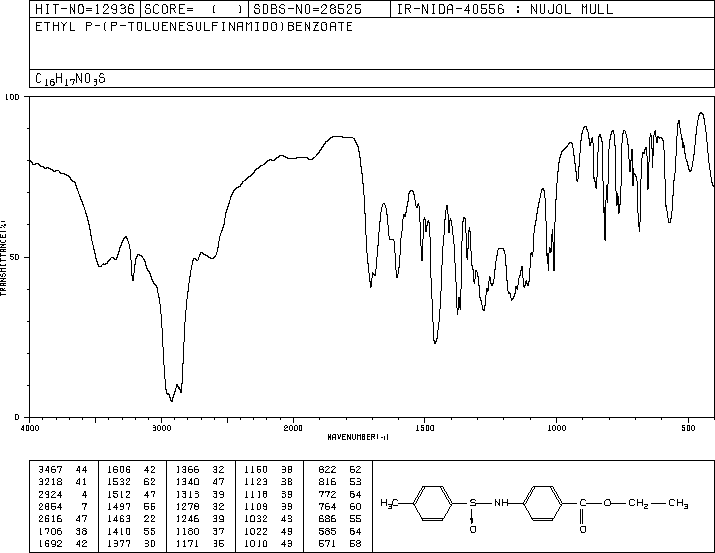 HIT-NO=12936 SCORE= ( ) SDBS-NO=28525 IR-NIDA-40556 : NUJOL MULL
ETHYL P-(P-TOLUENESULFINAMIDO)BENZOATE
C16H17NO3S
100
TRANSMITTANCE(%)
50
0
4000 3000 2000 1500 1000 500
WAVENUMBER(-1)
3467 44 1606 42 1366 32 1160 38 822 62
3218 41 1532 62 1340 47 1123 38 816 53
2924 4 1512 47 1313 39 1118 39 772 64
2854 7 1497 55 1278 32 1109 39 764 60
2616 47 1463 22 1246 39 1032 43 686 55
1706 38 1410 55 1180 37 1022 49 585 64
1692 42 1377 30 1171 35 1010 43 571 58
H3C S NH C O CH2 CH3
O O